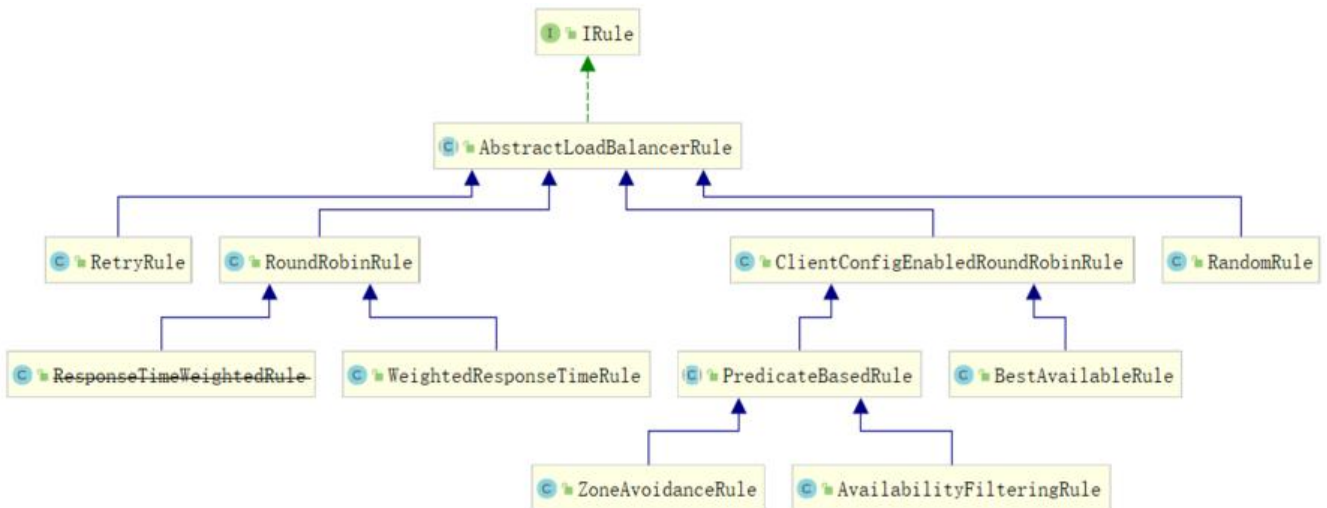 I IRule
C AbstractLoadBalancerRule
C RetryRule
C RoundRobinRule
C ClientConfigEnabledRoundRobinRule
C RandomRule
C ResponseTimeWeightedRule
C WeightedResponseTimeRule
C PredicateBasedRule
C BestAvailableRule
C ZoneAvoidanceRule
C AvailabilityFilteringRule